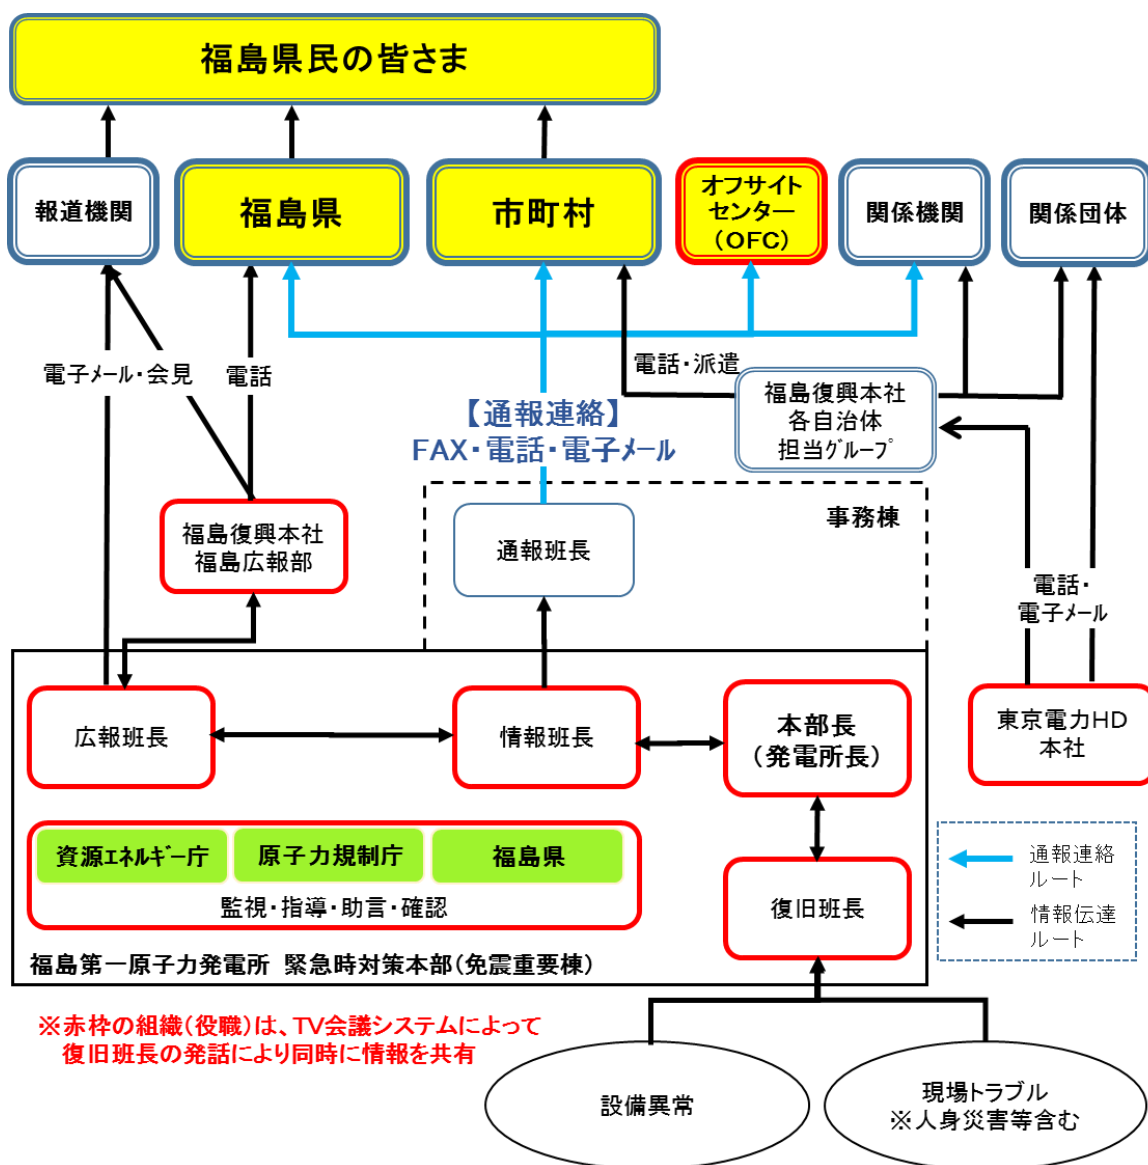 福島県民の皆さま
報道機関
福島県
市町村
オフサイト
センター
(OFC)
関係機関
関係団体
電子メール・会見
電話
電話・派遣
福島復興本社
各自治体
担当グループ
【通報連絡】
FAX・電話・電子メール
事務棟
福島復興本社
福島広報部
通報班長
電話・
電子メール
広報班長
情報班長
本部長
(発電所長)
東京電力HD
本社
資源エネルギー庁
原子力規制庁
福島県
監視・指導・助言・確認
復旧班長
通報連絡
ルート
情報伝達
ルート
福島第一原子力発電所 緊急時対策本部(免震重要棟)
※赤枠の組織(役職)は、TV会議システムによって
復旧班長の発話により同時に情報を共有
設備異常
現場トラブル
※人身災害等含む